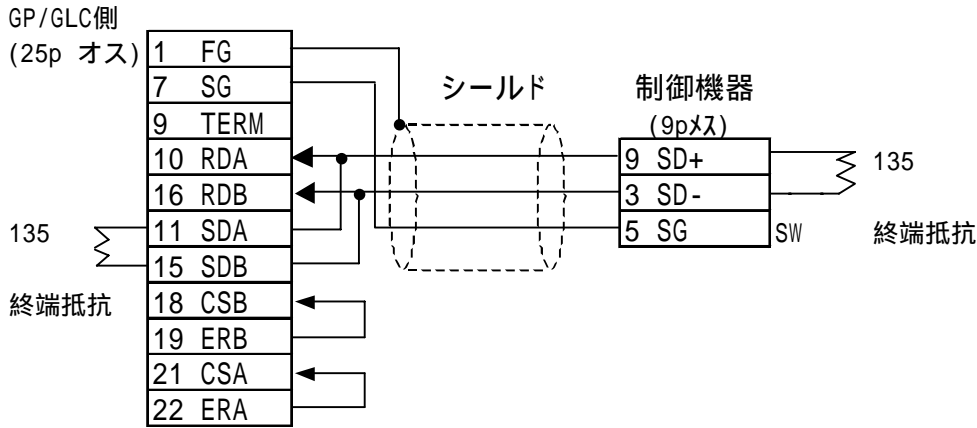 GP/GLC側
(25p オス)
1 FG
7 SG
9 TERM
10 RDA
16 RDB
11 SDA
15 SDB
18 CSB
19 ERB
21 CSA
22 ERA
135
終端抵抗
シールド
制御機器
(9pメス)
9 SD+
3 SD-
5 SG
SW
135
終端抵抗